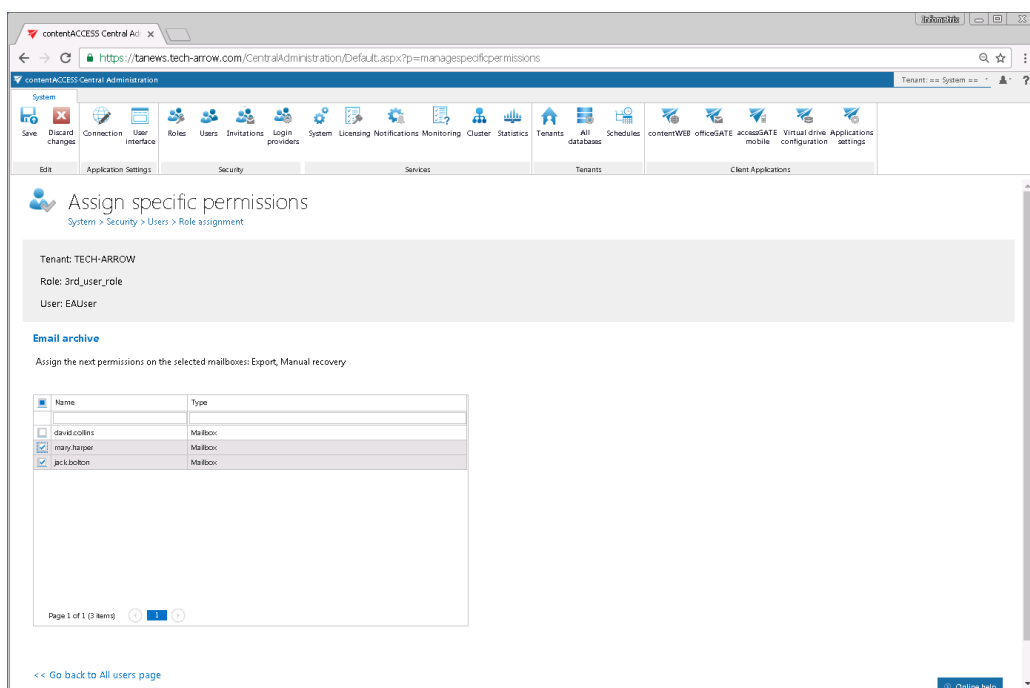 Infomatrix
contentACCESS Central Ad
https://tanews.tech-arrow.com/CentralAdministration/Default.aspx?p=managespecificpermissions
contentACCESS Central Administration
Tenant: == System ==
?
System
Save
Discard changes
Connection
User interface
Roles
Users
Invitations
Login providers
System
Licensing
Notifications
Monitoring
Cluster
Statistics
Tenants
All databases
Schedules
contentWEB
officeGATE
accessGATE mobile
Virtual drive configuration
Applications settings
Edit
Application Settings
Security
Services
Tenants
Client Applications
Assign specific permissions
System > Security > Users > Role assignment
Tenant: TECH-ARROW
Role: 3rd_user_role
User: EAUser
Email archive
Assign the next permissions on the selected mailboxes: Export, Manual recovery
Name Type
david.collins Mailbox
mary.harper Mailbox
jack.bolton Mailbox
Page 1 of 1 (3 items) 1
<< Go back to All users page
Online help